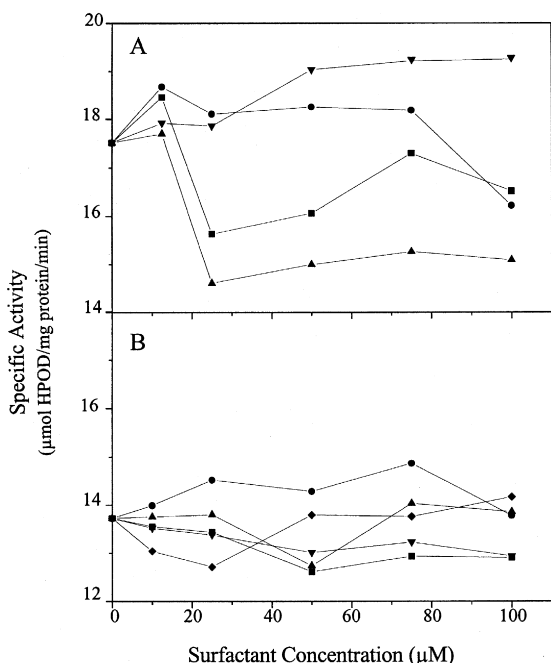 A
20
18
16
14
B
16
14
12
0
20
40
60
80
100
Specific Activity
(µmol HPOD/mg protein/min)
Surfactant Concentration (µM)